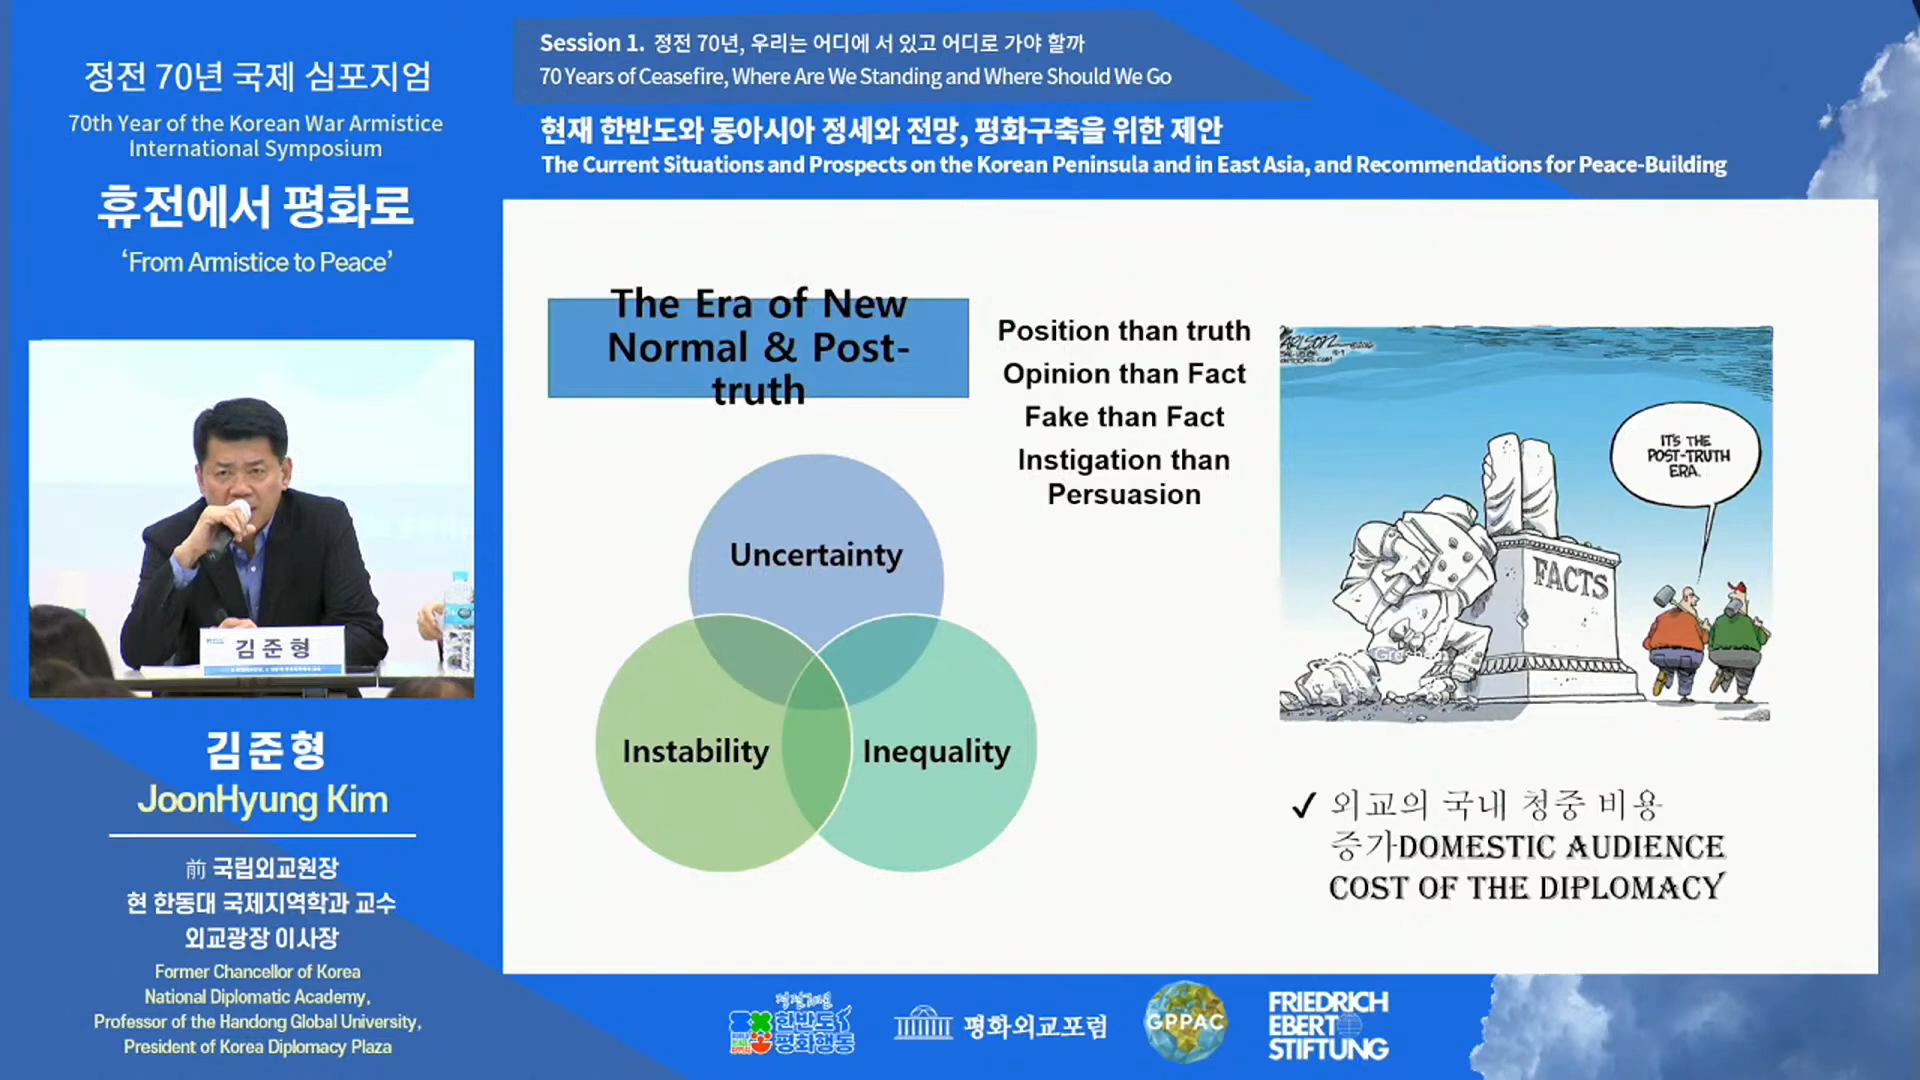 정전 70년 국제 심포지엄
70th Year of the Korean War Armistice
International Symposium
휴전에서 평화로
‘From Armistice to Peace’
김준형
김준형
JoonHyung Kim
前 국립외교원장
현 한동대 국제지역학과 교수
외교광장 이사장
Former Chancellor of Korea
National Diplomatic Academy,
Professor of the Handong Global University,
President of Korea Diplomacy Plaza
Session 1. 정전 70년, 우리는 어디에 서 있고 어디로 가야 할까
70 Years of Ceasefire, Where Are We Standing and Where Should We Go
현재 한반도와 동아시아 정세와 전망, 평화구축을 위한 제안
The Current Situations and Prospects on the Korean Peninsula and in East Asia, and Recommendations for Peace-Building
The Era of New
Normal & Post-
truth
Position than truth
Opinion than Fact
Fake than Fact
Instigation than
Persuasion
Uncertainty
Instability
Inequality
IT'S THE
POST-TRUTH
ERA.
FACTS
✓ 외교의 국내 청중 비용
증가DOMESTIC AUDIENCE
COST OF THE DIPLOMACY
정전70년
한반도
평화행동
평화외교포럼
GPPAC
FRIEDRICH
EBERT
STIFTUNG